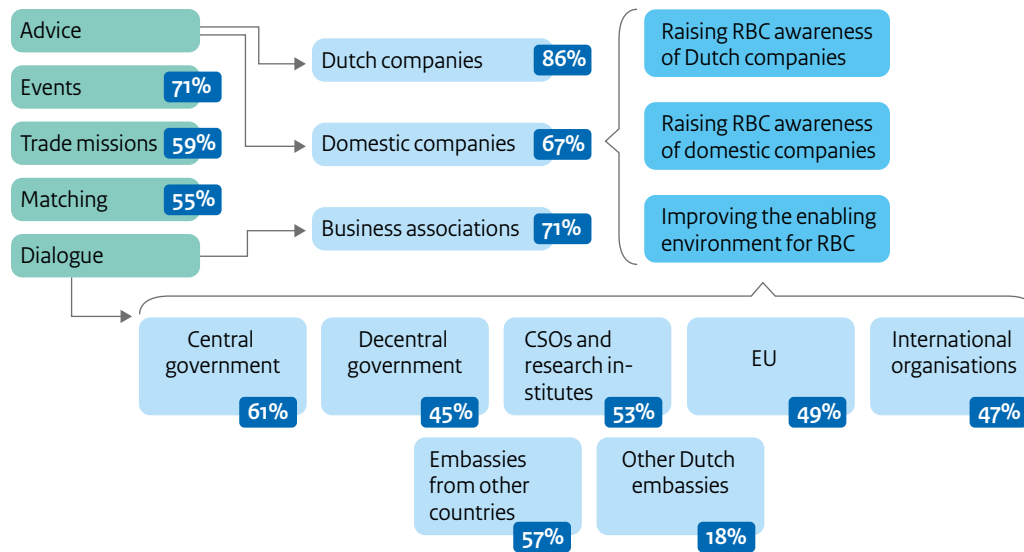 Advice
Events
71%
Trade missions
59%
Matching
55%
Dialogue
Dutch companies
86%
Domestic companies
67%
Business associations
71%
Raising RBC awareness
of Dutch companies
Raising RBC awareness
of domestic companies
Improving the enabling
environment for RBC
Central
government
61%
Decentral
government
45%
CSOs and
research in-
stitutes
53%
EU
49%
International
organisations
47%
Embassies
from other
countries
57%
Other Dutch
embassies
18%